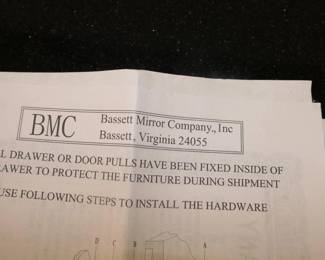 BMC
Bassett Mirror Company., Inc
Bassett, Virginia 24055
L DRAWER OR DOOR PULLS HAVE BEEN FIXED INSIDE OF
RAWER TO PROTECT THE FURNITURE DURING SHIPMENT
USE FOLLOWING STEPS TO INSTALL THE HARDWARE
D C B A